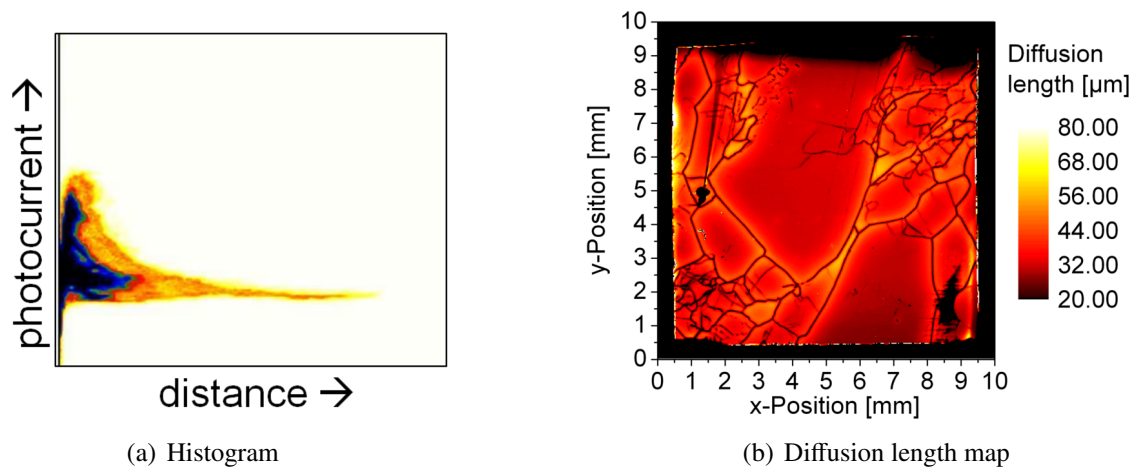 photocurrent →
distance →
(a) Histogram
10
9
8
7
6
5
4
3
2
1
0
y-Position [mm]
0 1 2 3 4 5 6 7 8 9 10
x-Position [mm]
Diffusion
length [µm]
80.00
68.00
56.00
44.00
32.00
20.00
(b) Diffusion length map